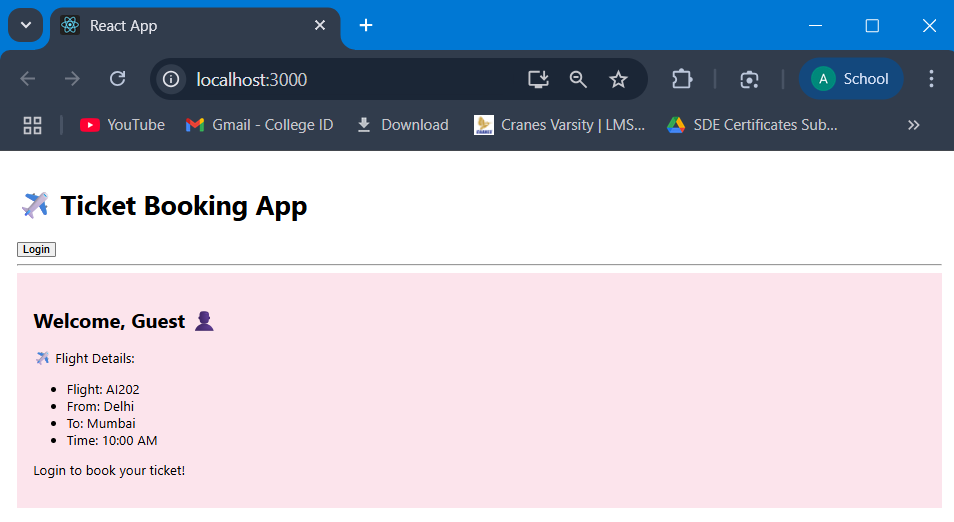 React App
localhost:3000
A School
YouTube Gmail - College ID Download Cranes Varsity | LMS... SDE Certificates Sub...
✈️ Ticket Booking App
Login
Welcome, Guest 👤
✈️ Flight Details:
• Flight: AI202
• From: Delhi
• To: Mumbai
• Time: 10:00 AM
Login to book your ticket!